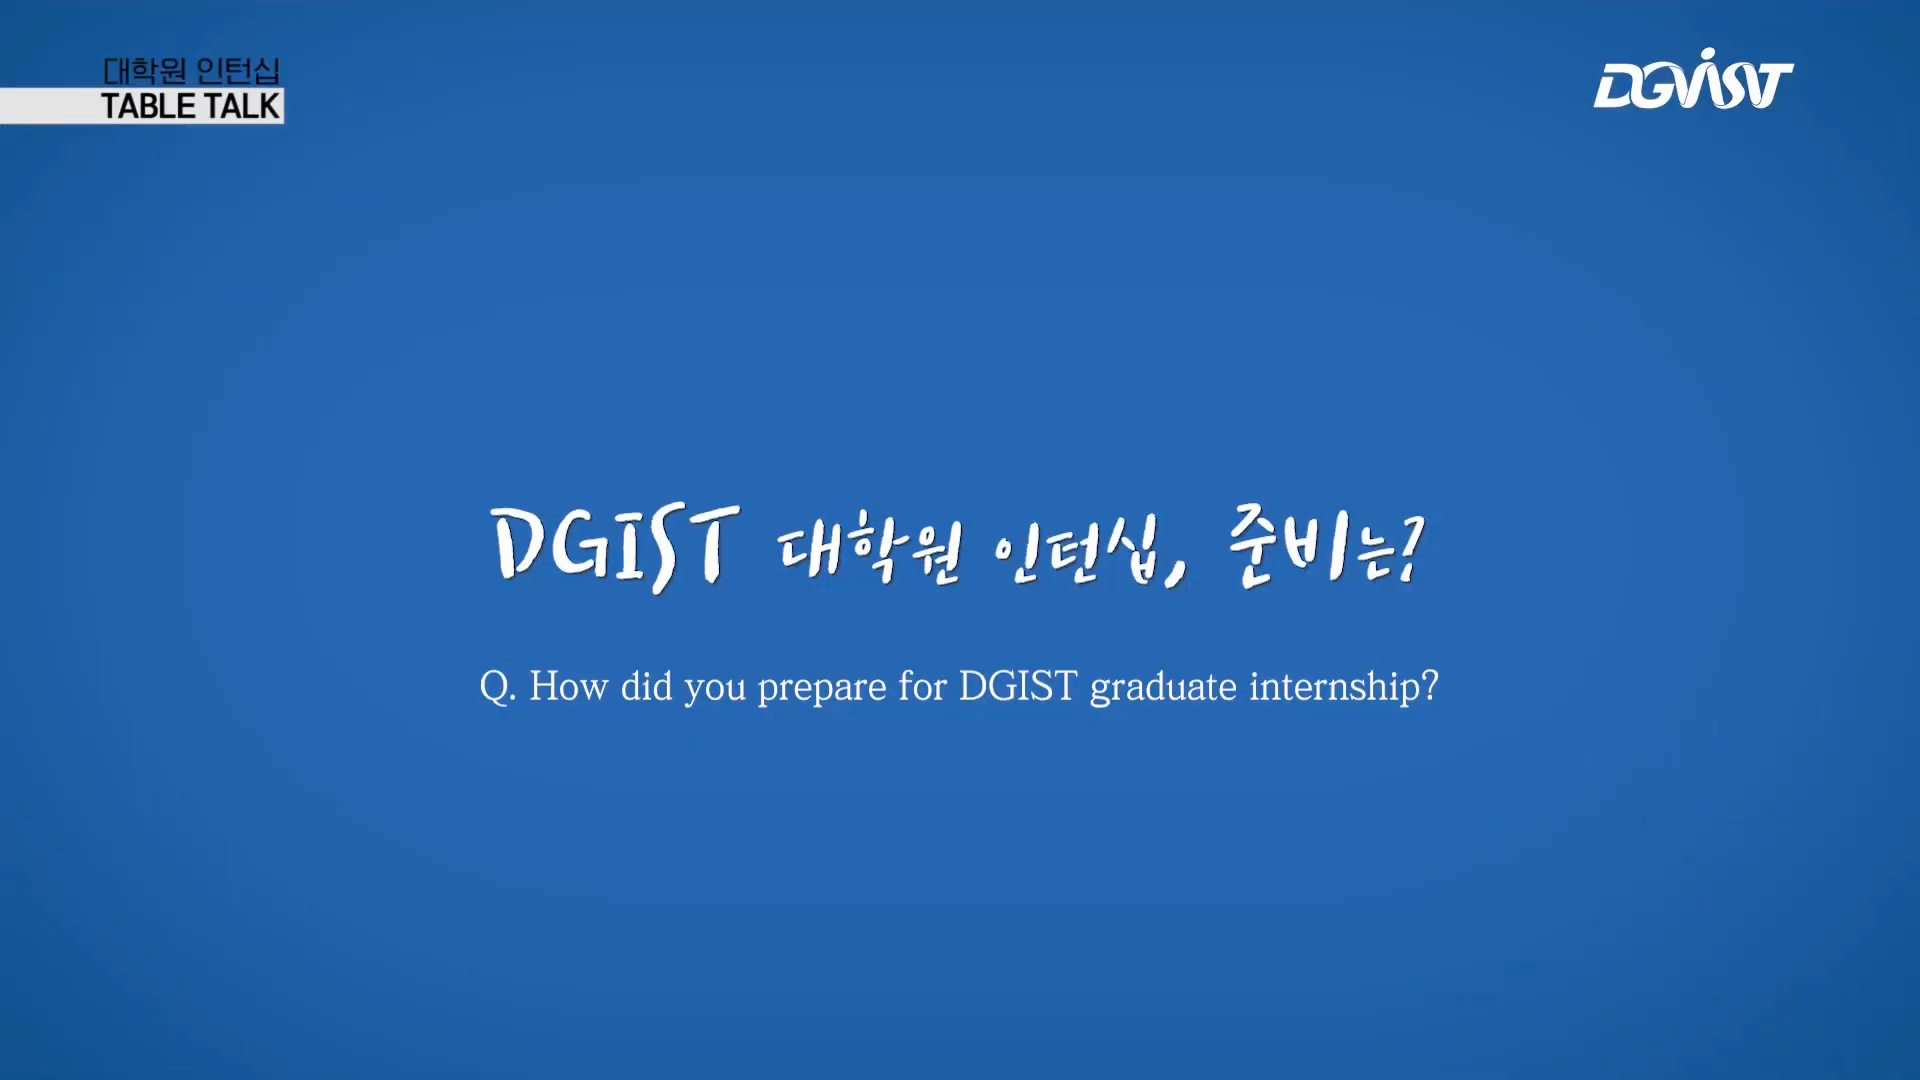 대학원 인턴십
TABLE TALK
DGIST
DGIST 대학원 인턴십, 준비는?
Q. How did you prepare for DGIST graduate internship?